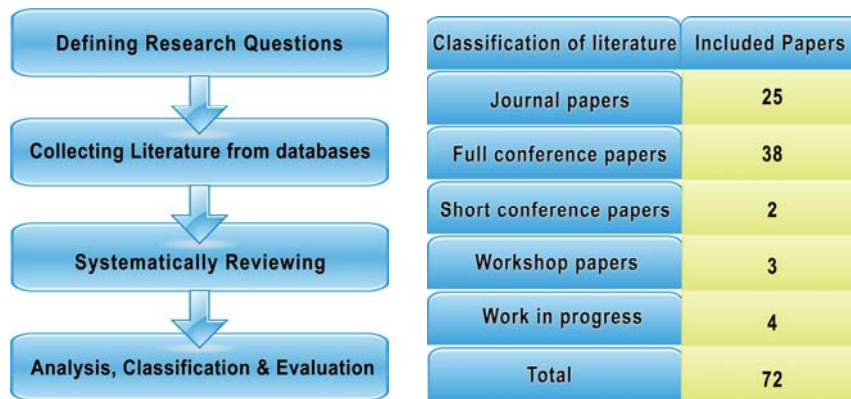 Defining Research Questions
Collecting Literature from databases
Systematically Reviewing
Analysis, Classification & Evaluation
Classification of literature Included Papers
Journal papers 25
Full conference papers 38
Short conference papers 2
Workshop papers 3
Work in progress 4
Total 72